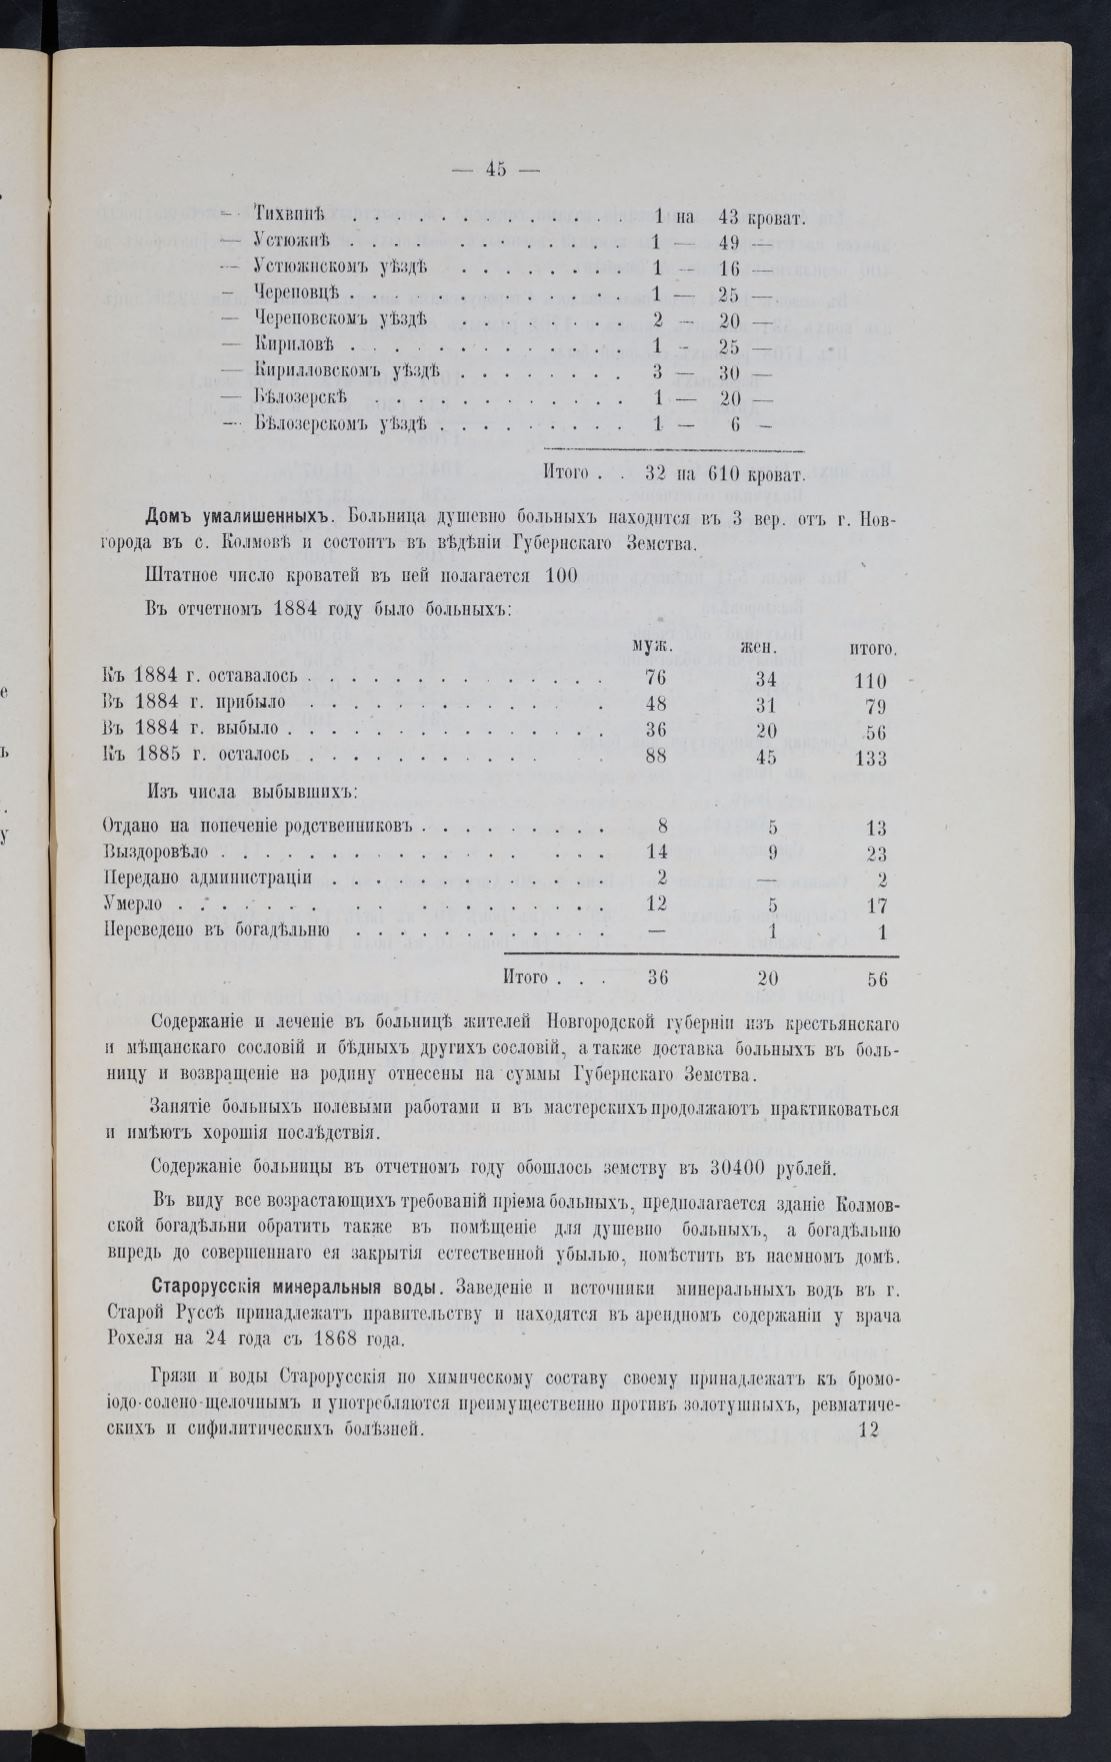 — 45 —
— Тихвинѣ . . . . . . . . . . . 1 на 43 кроват.
— Устюжнѣ . . . . . . . . . . 1 — 49 —
— Устюжнскомъ уѣздѣ . . . . . . . 1 — 16 —
— Череповцѣ . . . . . . . . . . . 1 — 25 —
— Череповскомъ уѣздѣ . . . . . . . 2 — 20 —
— Кириловѣ . . . . . . . . . . . 1 — 25 —
— Кирилловскомъ уѣздѣ . . . . . . . 3 — 30 —
— Бѣлозерскѣ . . . . . . . . . . 1 — 20 —
— Бѣлозерскомъ уѣздѣ . . . . . . . . 1 — 6 —
Итого . . 32 на 610 кроват.
Домъ умалишенныхъ. Больница душевно больныхъ находится въ 3 вер. отъ г. Нов-
города въ с. Колмовѣ и состоитъ въ вѣдѣніи Губернскаго Земства.
Штатное число кроватей въ ней полагается 100
Въ отчетномъ 1884 году было больныхъ:
муж. жен. итого.
Къ 1884 г. оставалось . . . . . . . . . . . . 76 34 110
Въ 1884 г. прибыло . . . . . . . . . . . . 48 31 79
Въ 1884 г. выбыло . . . . . . . . . . . . . 36 20 56
Къ 1885 г. осталось . . . . . . . . . . . . 88 45 133
Изъ числа выбывшихъ:
Отдано на попеченіе родственниковъ . . . . . . . . 8 5 13
Выздоровѣло . . . . . . . . . . . . . . . 14 9 23
Передано администраціи . . . . . . . . . . . 2 — 2
Умерло . . . . . . . . . . . . . . . . 12 5 17
Переведено въ богадѣльню . . . . . . . . . . . — 1 1
Итого . . . 36 20 56
Содержаніе и леченіе въ больницѣ жителей Новгородской губерніи изъ крестьянскаго
и мѣщанскаго сословій и бѣдныхъ другихъ сословій, а также доставка больныхъ въ боль-
ницу и возвращеніе на родину отнесены на суммы Губернскаго Земства.
Занятіе больныхъ полевыми работами и въ мастерскихъ продолжаютъ практиковаться
и имѣютъ хорошія послѣдствія.
Содержаніе больницы въ отчетномъ году обошлось земству въ 30400 рублей.
Въ виду все возрастающихъ требованій пріема больныхъ, предполагается зданіе Колмов-
ской богадѣльни обратить также въ помѣщеніе для душевно больныхъ, а богадѣльню
впредь до совершеннаго ея закрытія естественной убылью, помѣстить въ наемномъ домѣ.
Старорусскія минеральныя воды. Заведеніе и источники минеральныхъ водъ въ г.
Старой Руссѣ принадлежатъ правительству и находятся въ арендномъ содержаніи у врача
Рохеля на 24 года съ 1868 года.
Грязи и воды Старорусскія по химическому составу своему принадлежатъ къ бромо-
іодо-солено-щелочнымъ и употребляются преимущественно противъ золотушныхъ, ревматиче-
скихъ и сифилитическихъ болѣзней. 12